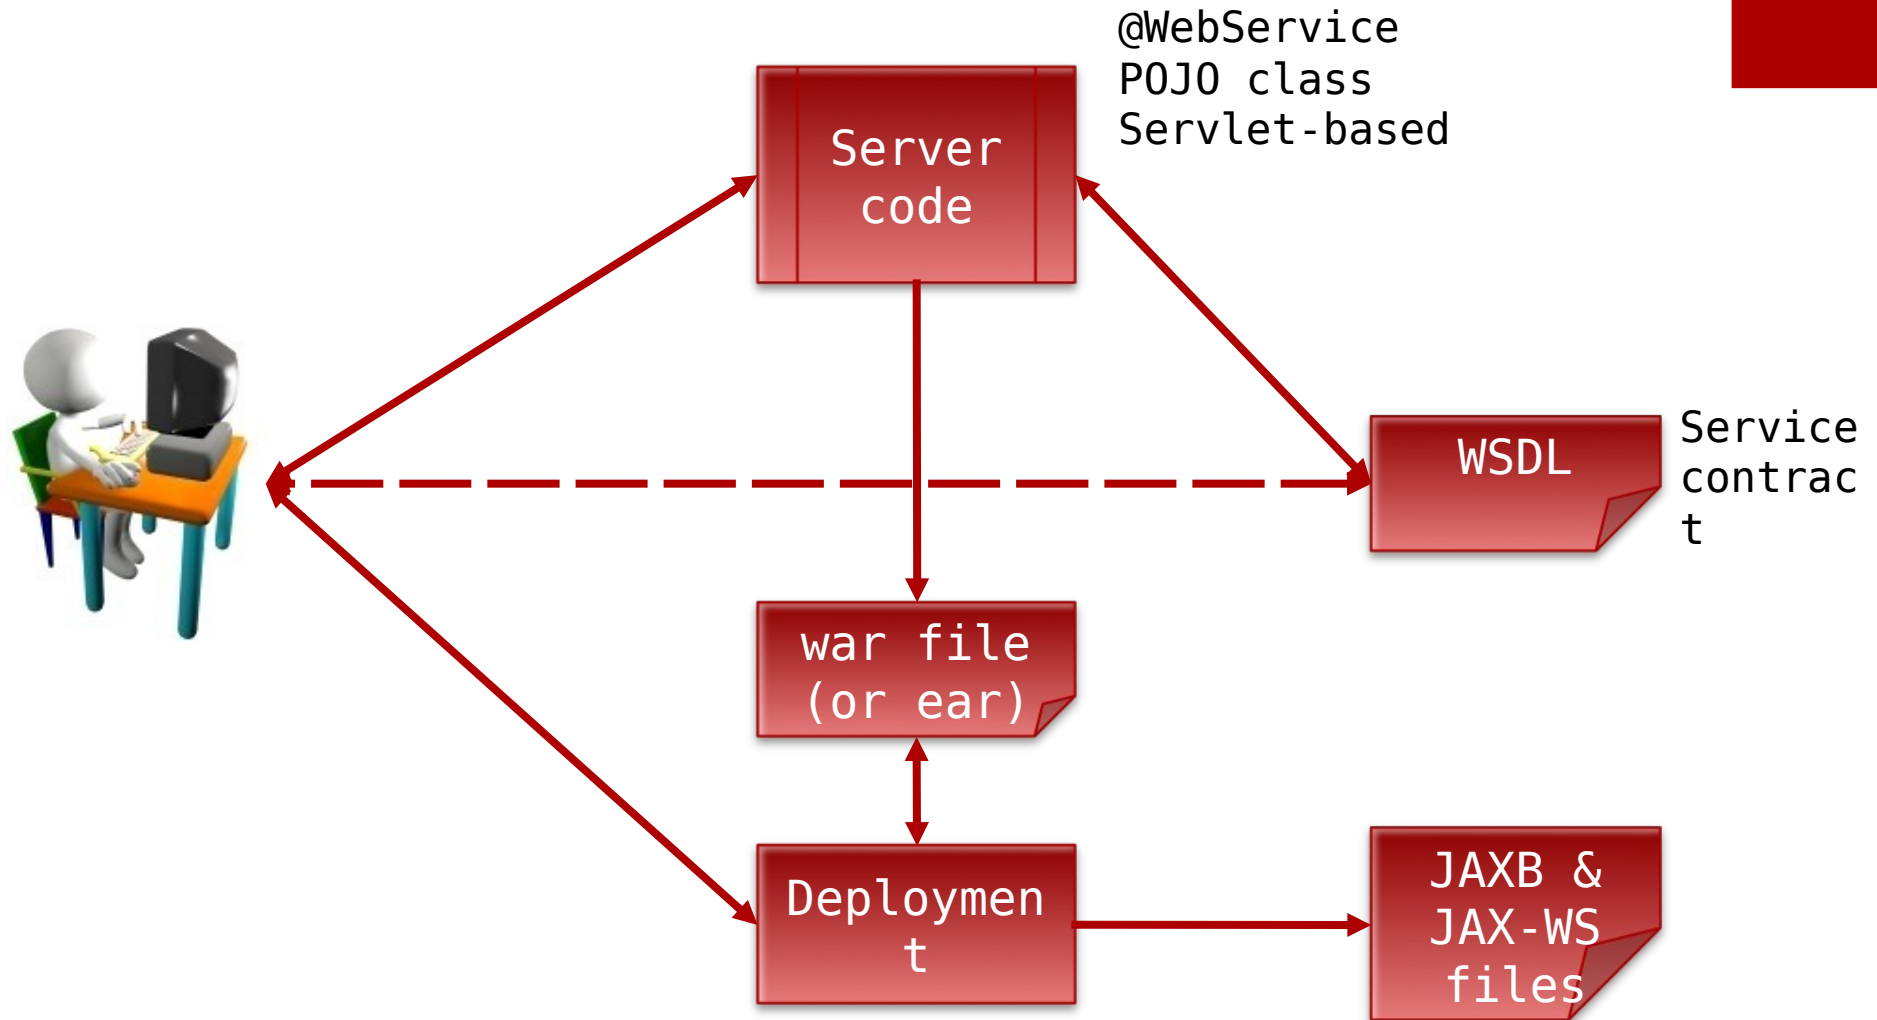 @WebService
POJO class
Servlet-based
Server
code
WSDL
Service
contrac
t
war file
(or ear)
Deploymen
t
JAXB &
JAX-WS
files